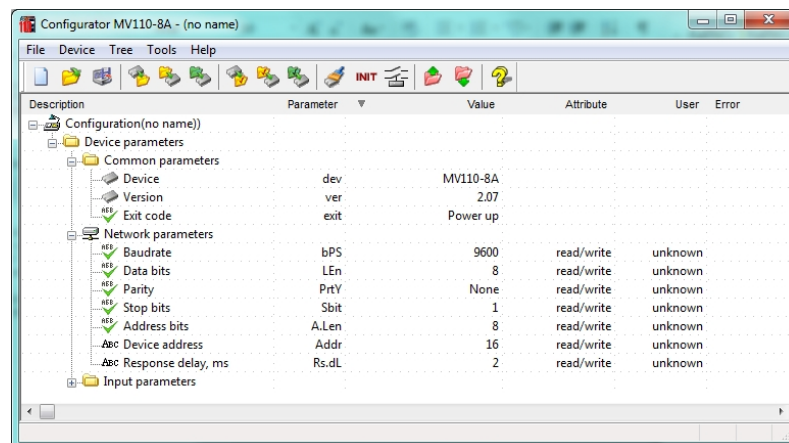 Configurator MV110-8A - (no name)
File Device Tree Tools Help
INIT
Description Parameter Value Attribute User Error
Configuration(no name))
Device parameters
Common parameters
Device dev MV110-8A
Version ver 2.07
Exit code exit Power up
Network parameters
Baudrate bPS 9600 read/write unknown
Data bits LEn 8 read/write unknown
Parity PrtY None read/write unknown
Stop bits Sbit 1 read/write unknown
Address bits A.Len 8 read/write unknown
ABC Device address Addr 16 read/write unknown
ABC Response delay, ms Rs.dL 2 read/write unknown
Input parameters